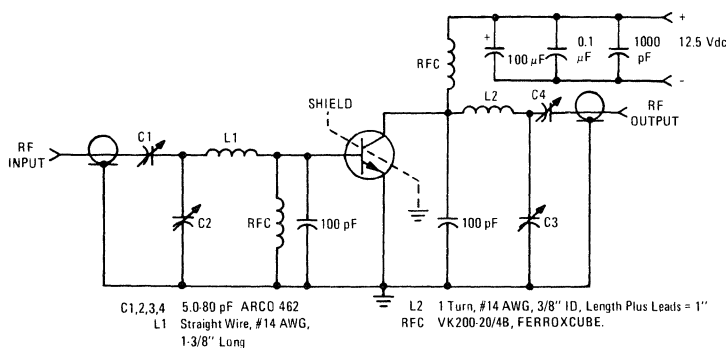 +
12.5 Vdc
-
+
100 µF
0.1
µF
1000
pF
RFC
SHIELD
L2
C4
RF
OUTPUT
C1
L1
RF
INPUT
C2
RFC
100 pF
100 pF
C3
C1,2,3,4 5.0-80 pF ARCO 462
L1 Straight Wire, #14 AWG,
1-3/8" Long
L2 1 Turn, #14 AWG, 3/8" ID, Length Plus Leads = 1"
RFC VK200-20/4B, FERROXCUBE.